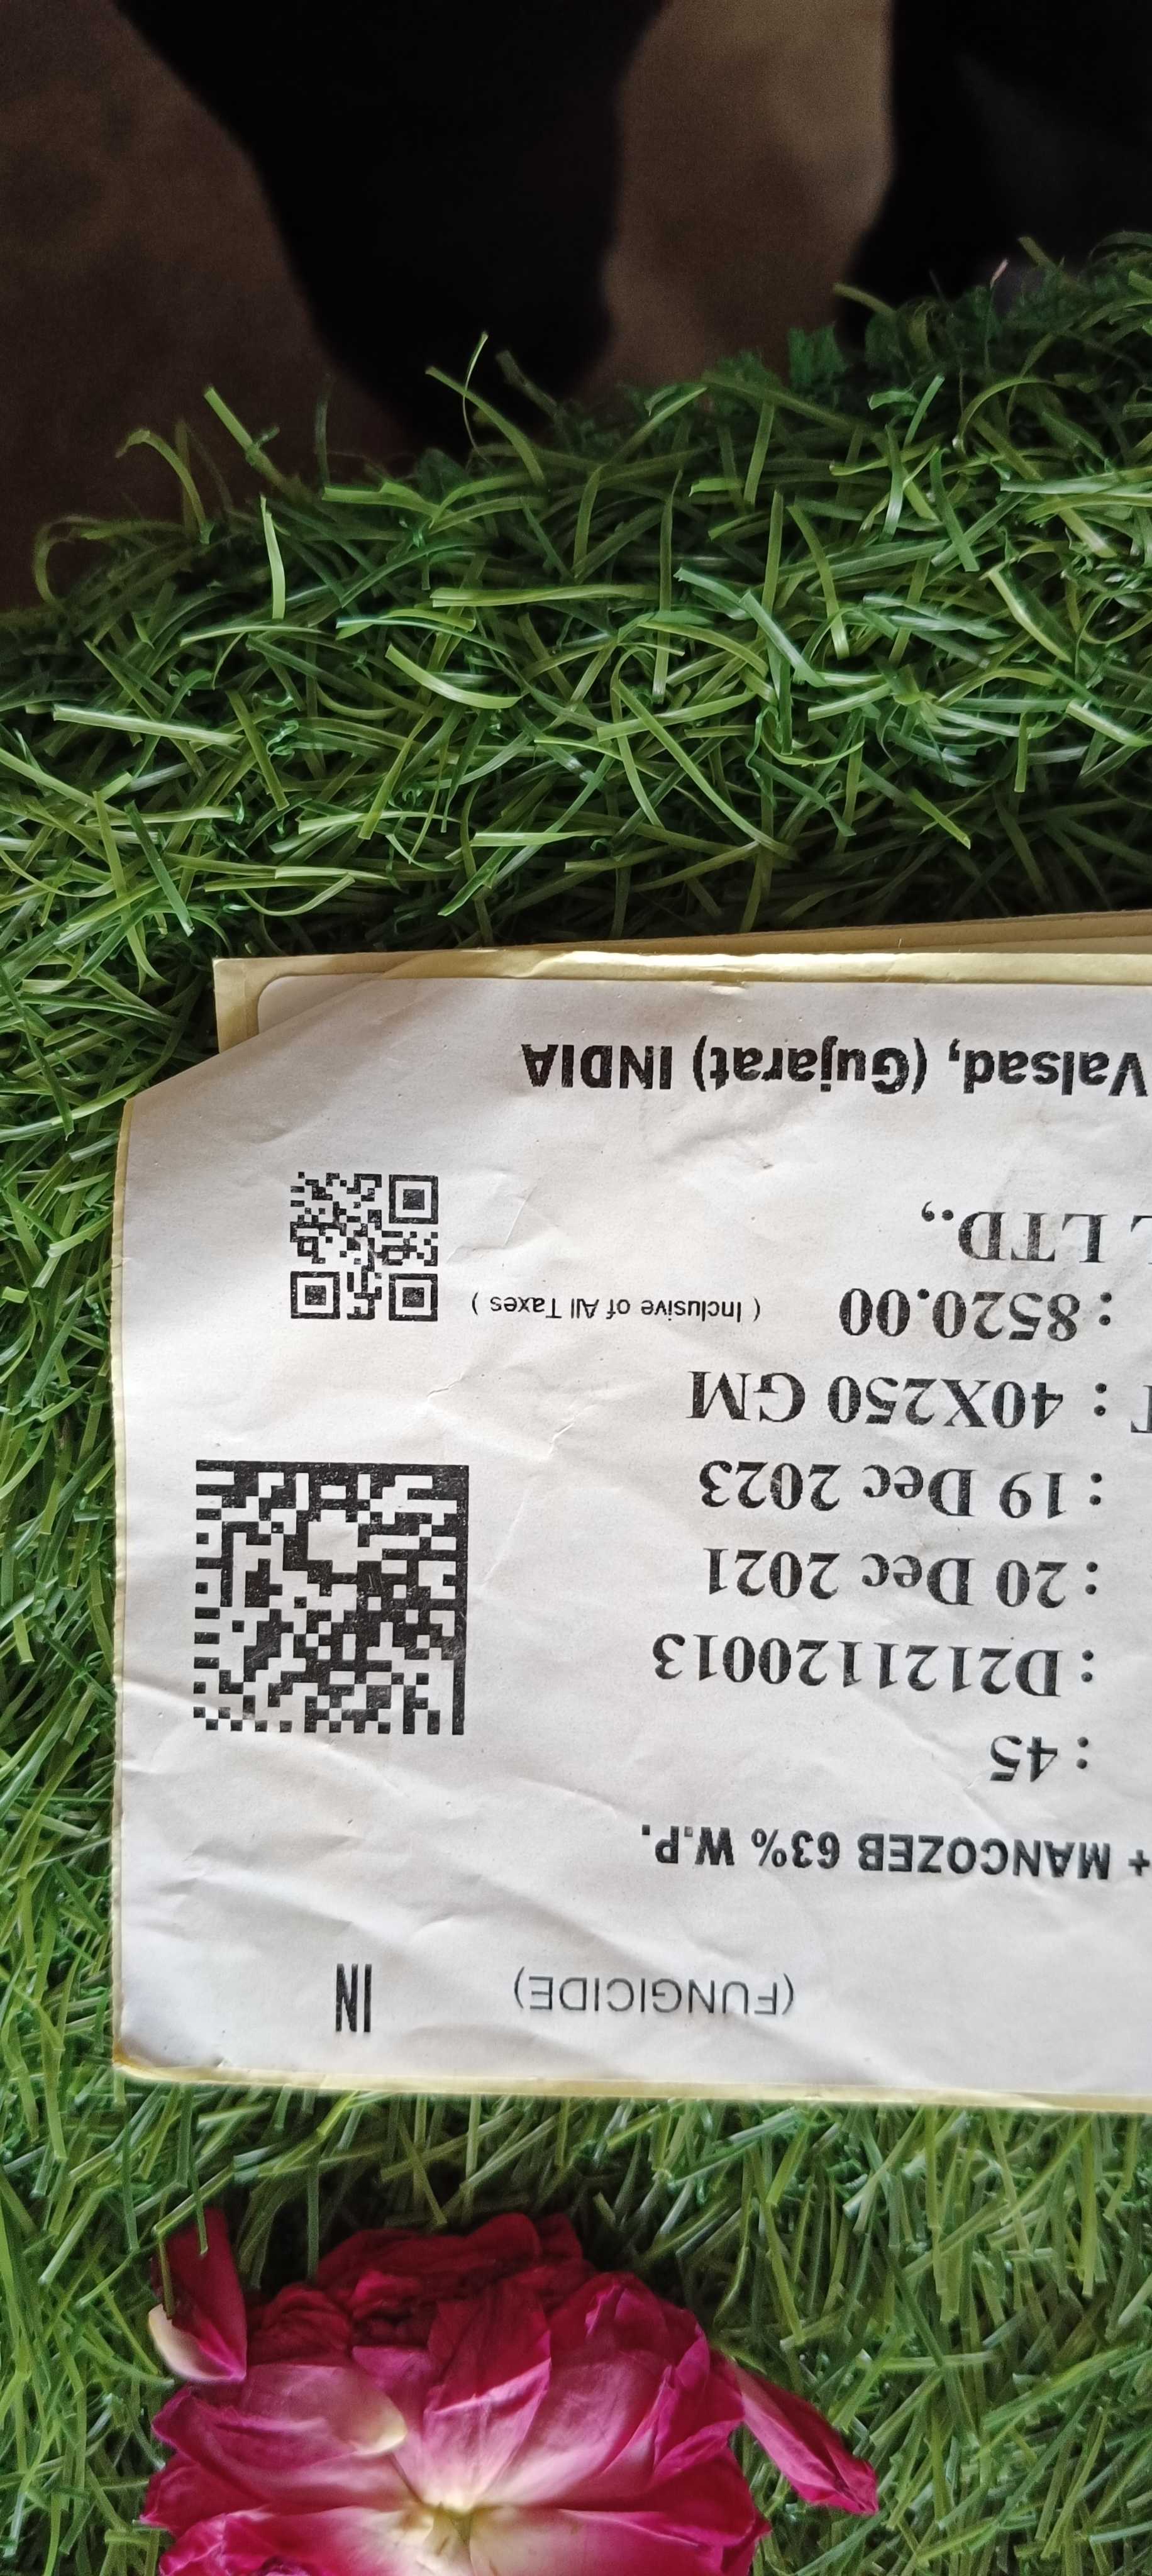 (FUNGICIDE) IN
+ MANCOZEB 63% W.P.
: 45
: D2121120013
: 20 Dec 2021
: 19 Dec 2023
: 40X250 GM
: 8520.00 ( Inclusive of All Taxes )
LTD.,
Valsad, (Gujarat) INDIA